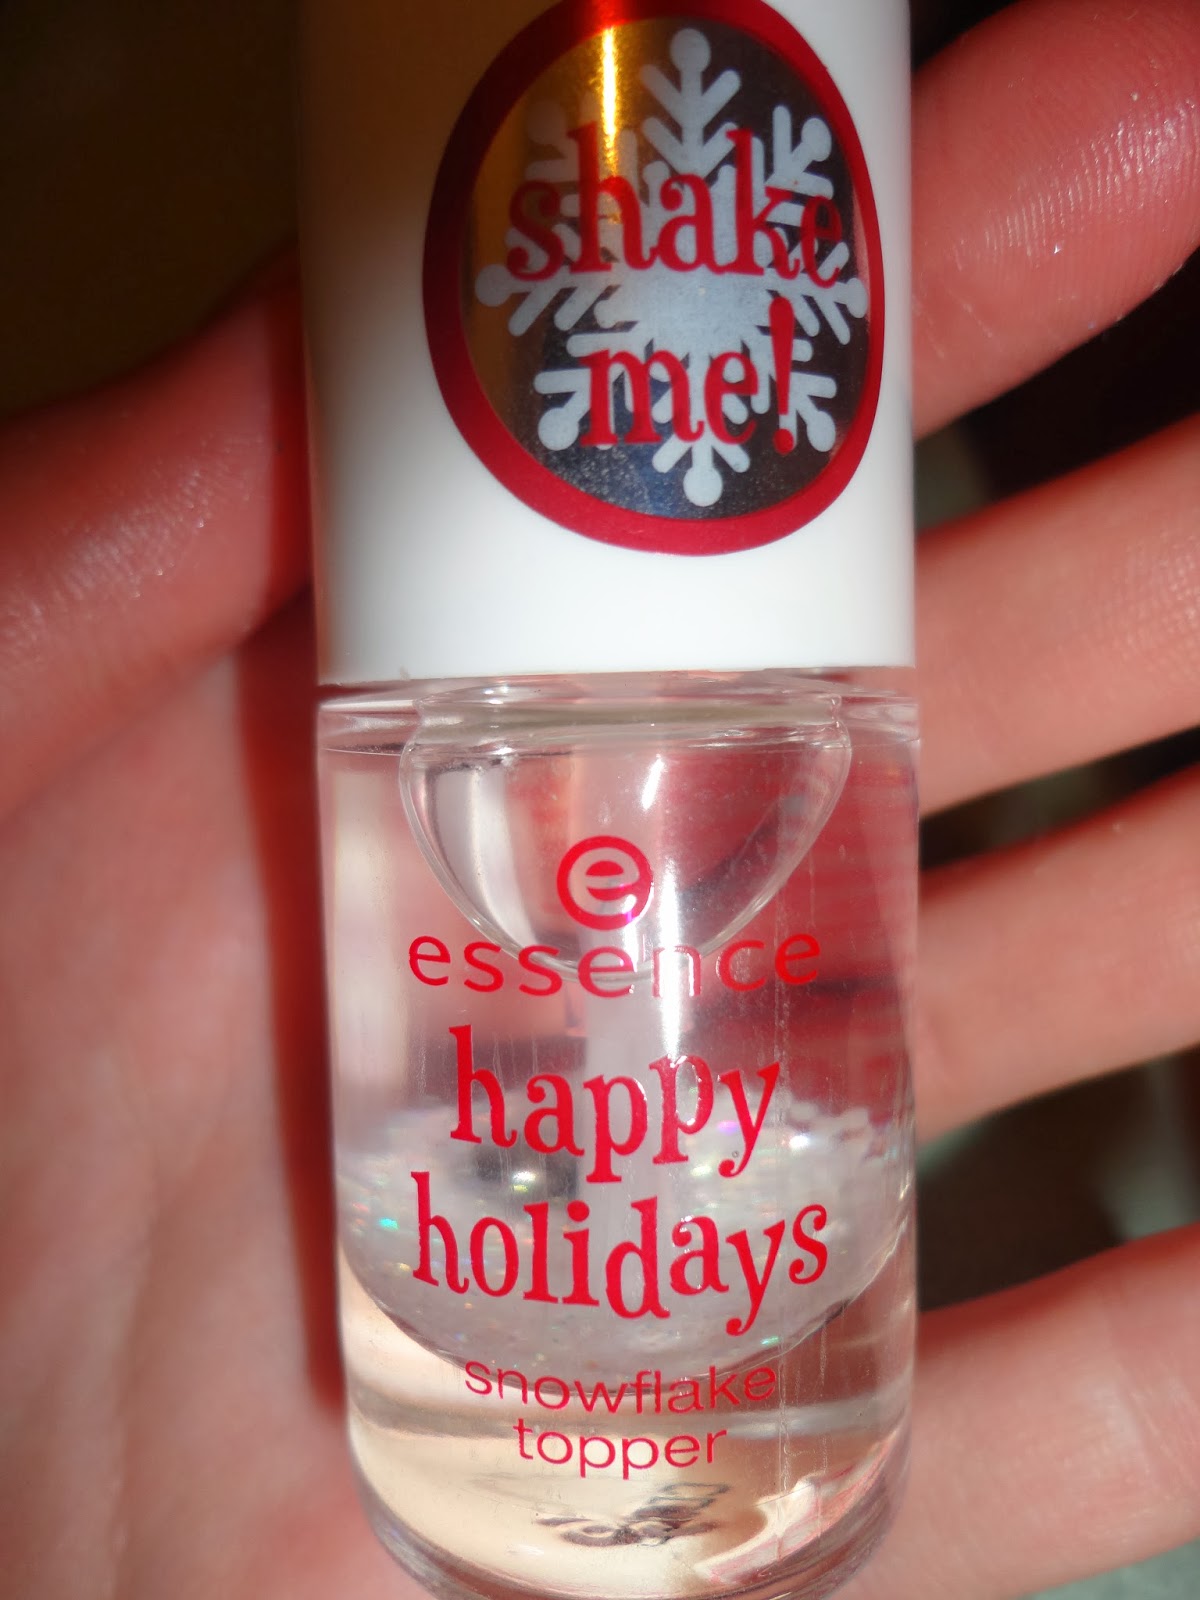 shake
me!
e
essence
happy
holidays
snowflake
topper